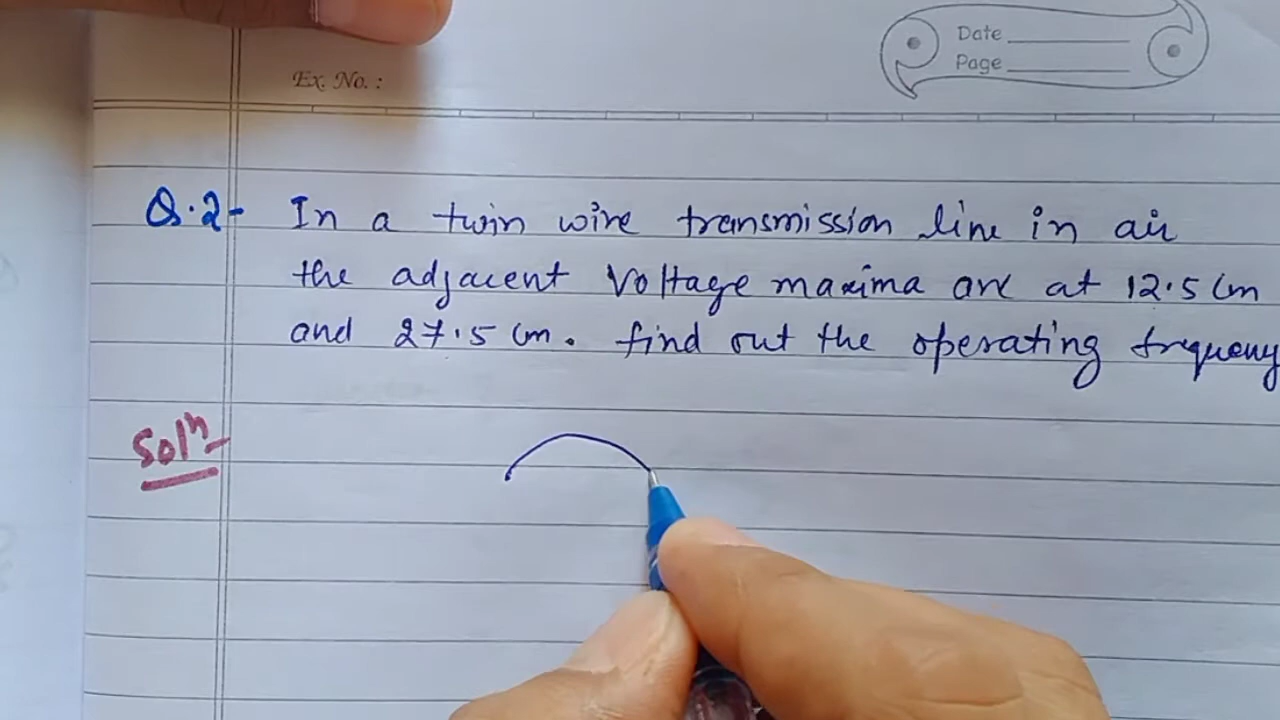 Date
Page
Ex. No. :
Q.2- In a twin wire transmission line in air
the adjacent Voltage maxima are at 12.5 cm
and 27.5 cm. find out the operating frequency
Solⁿ-